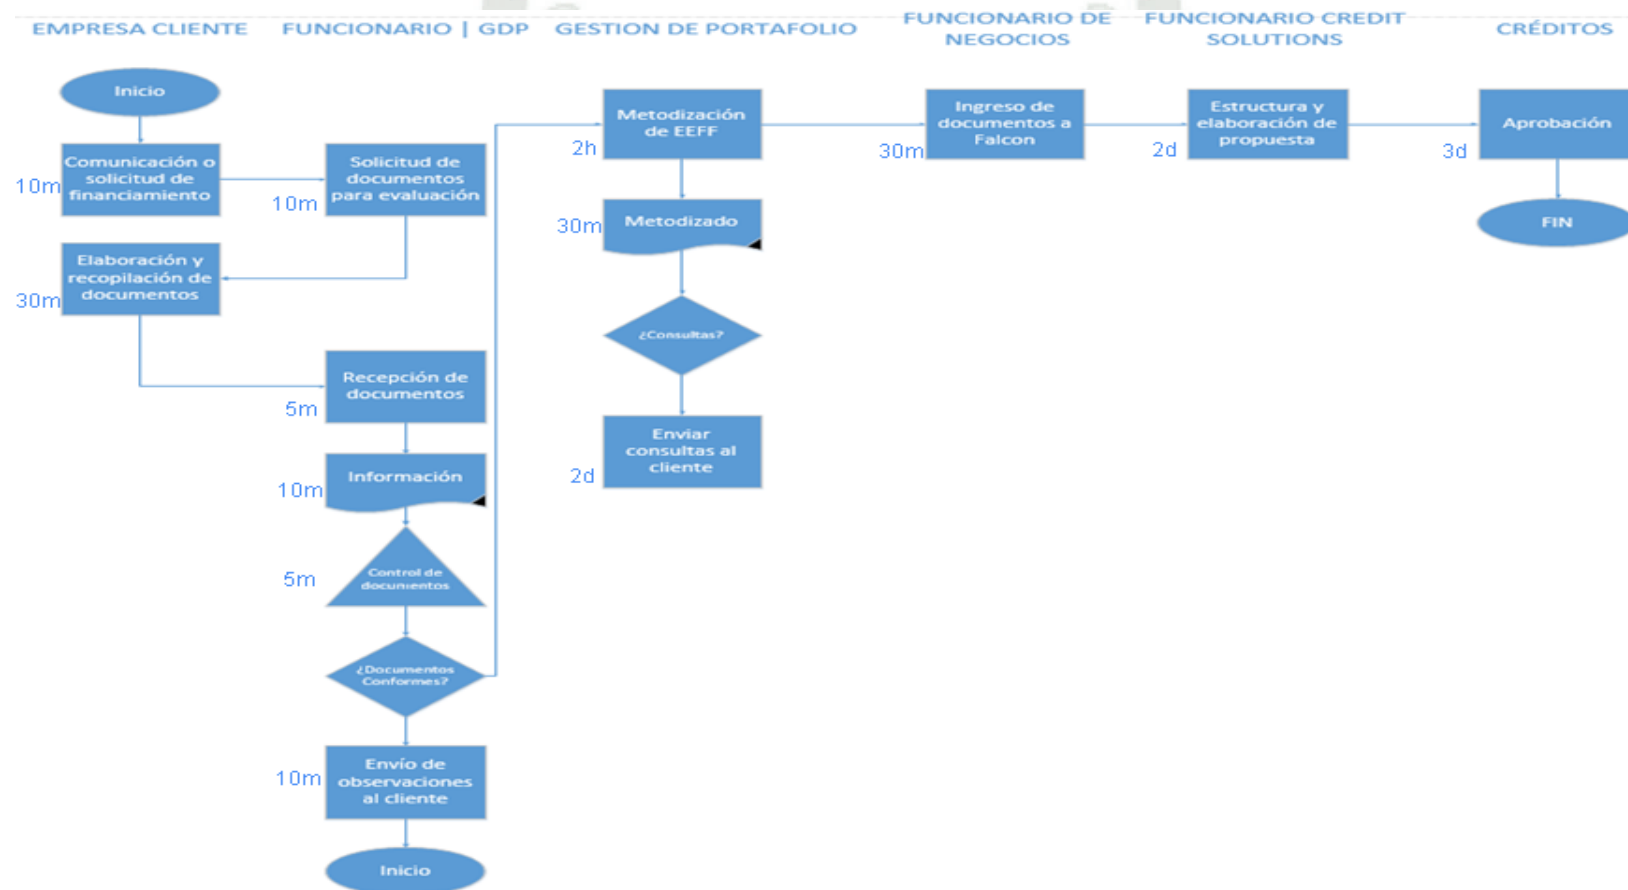 EMPRESA CLIENTE
FUNCIONARIO | GDP
GESTION DE PORTAFOLIO
FUNCIONARIO DE
NEGOCIOS
FUNCIONARIO CREDIT
SOLUTIONS
CRÉDITOS
Inicio
Comunicación o
solicitud de
financiamiento
10m
Solicitud de
documentos
para evaluación
10m
Elaboración y
recopilación de
documentos
30m
Recepción de
documentos
5m
Información
10m
Control de
documentos
5m
¿Documentos
Conformes?
Envío de
observaciones
al cliente
10m
Inicio
Metodización
de EEFF
2h
Metodizado
30m
¿Consultas?
Enviar
consultas al
cliente
2d
Ingreso de
documentos a
Falcon
30m
Estructura y
elaboración de
propuesta
2d
Aprobación
3d
FIN